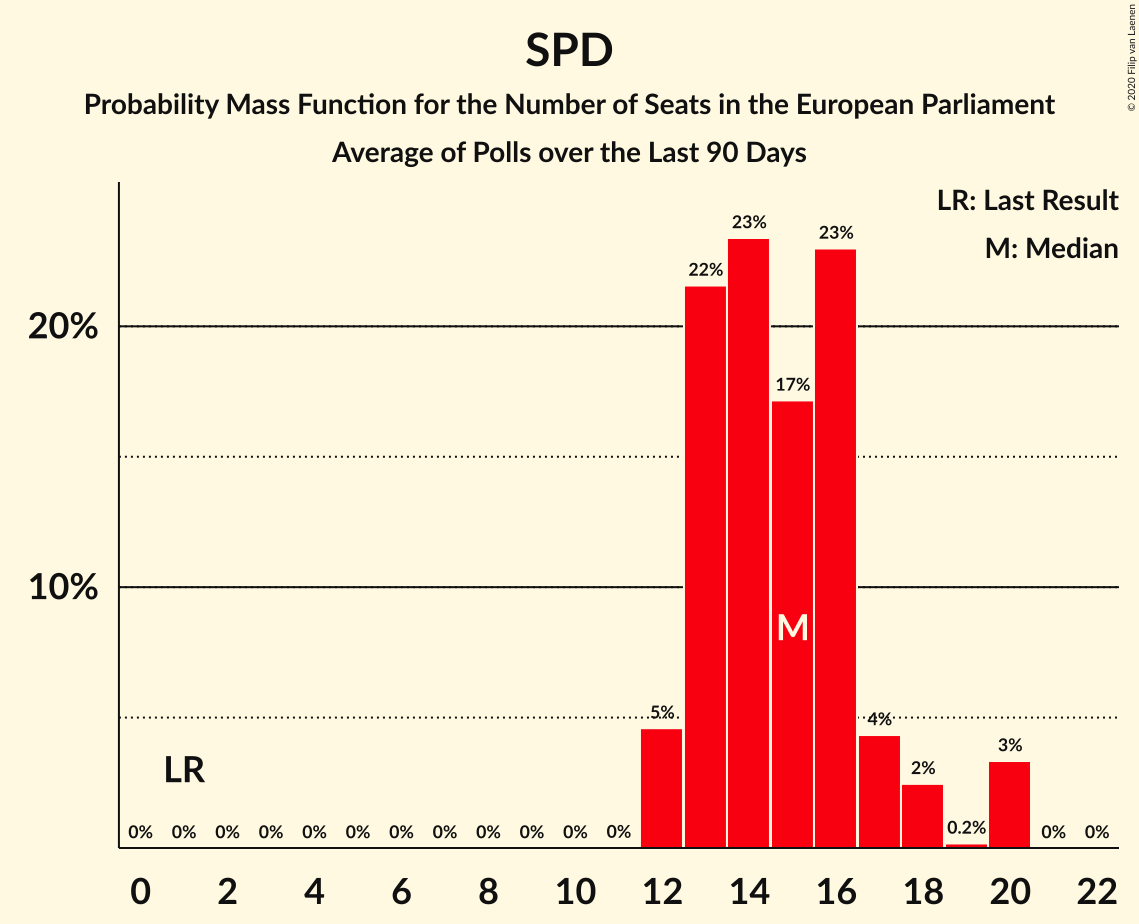 SPD
Probability Mass Function for the Number of Seats in the European Parliament
Average of Polls over the Last 90 Days
© 2020 Filip van Laenen
LR: Last Result
M: Median
20%
10%
0% 0% 0% 0% 0% 0% 0% 0% 0% 0% 0% 0% 5% 22% 23% 17% 23% 4% 2% 0.2% 3% 0% 0%
LR
M
0 2 4 6 8 10 12 14 16 18 20 22